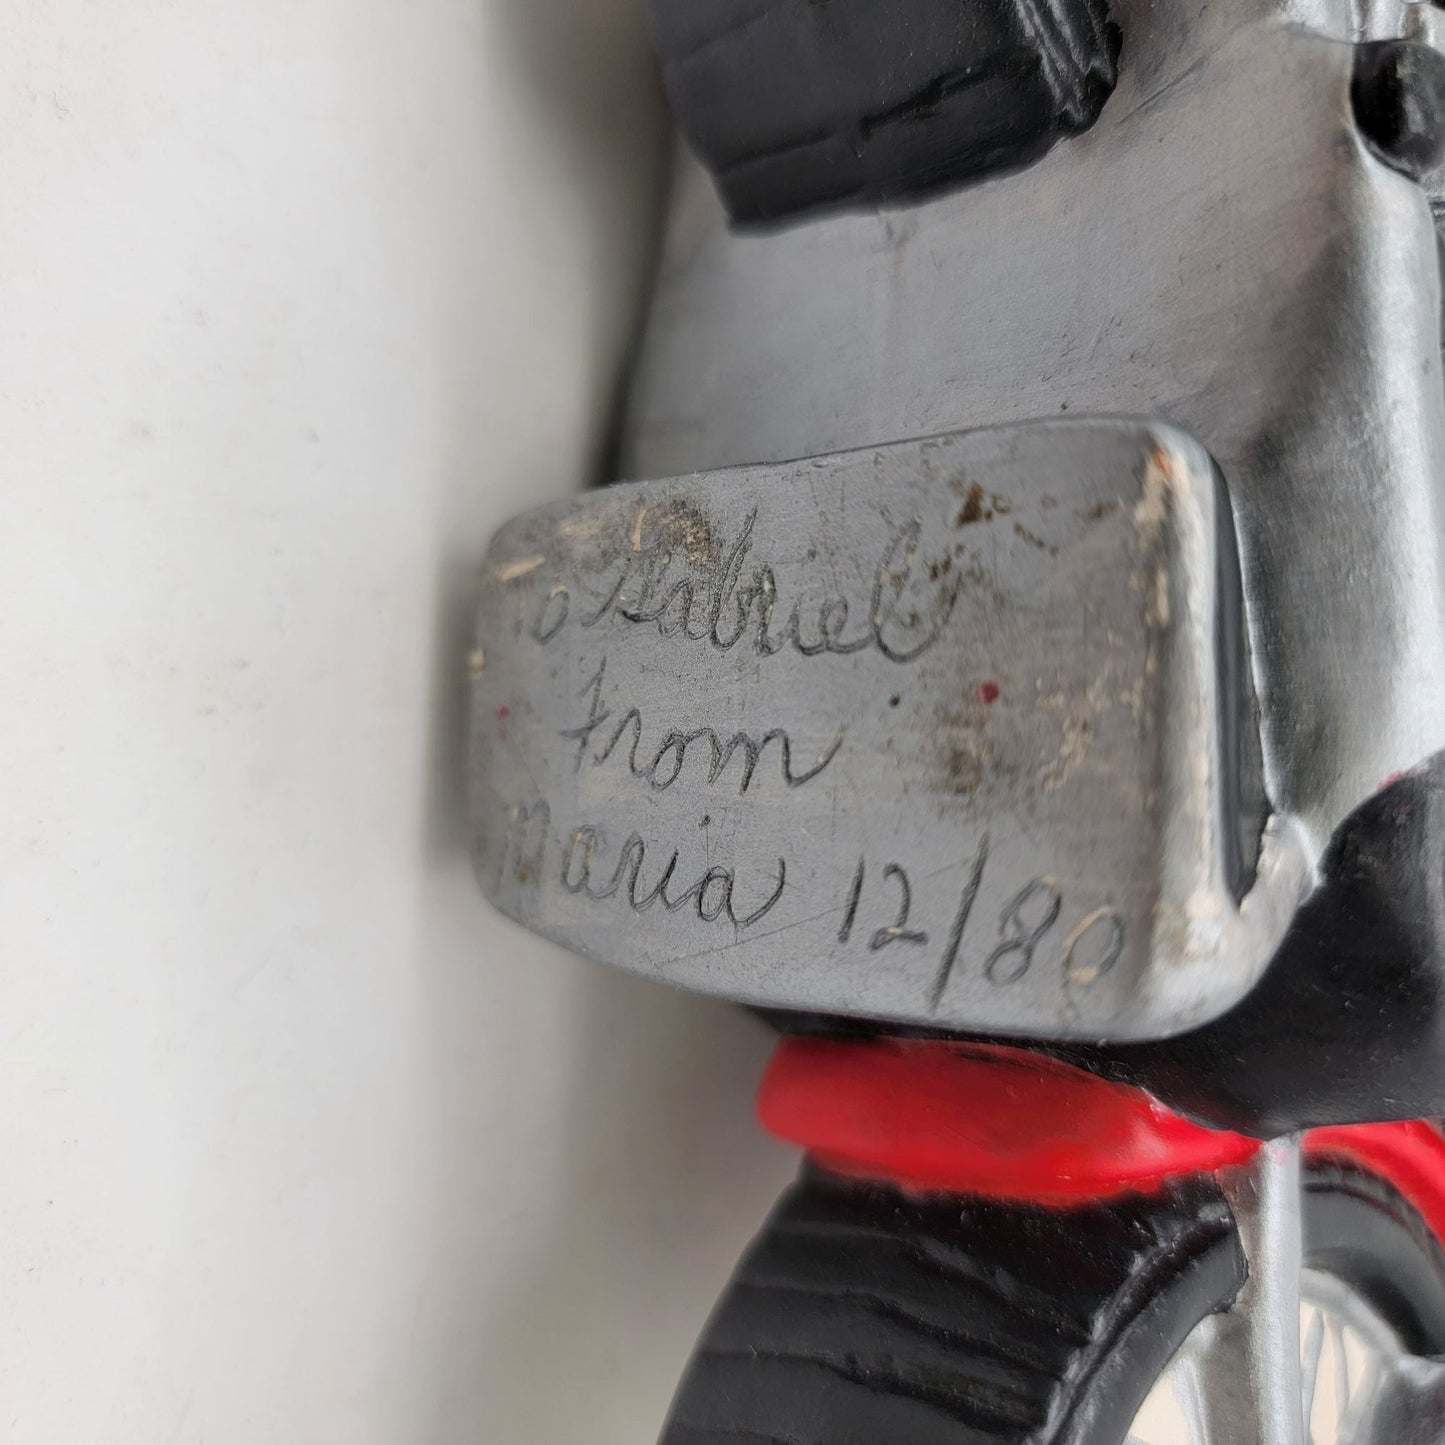 To Gabriel
from
Maria 12/80